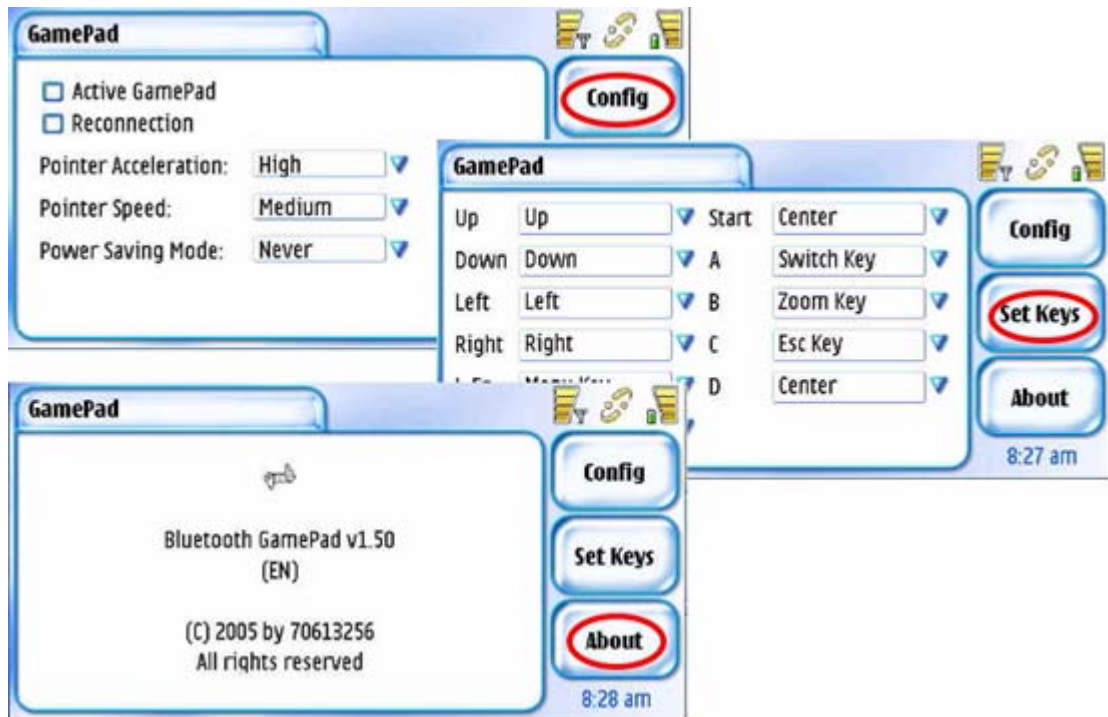 GamePad
Active GamePad
Reconnection
Pointer Acceleration: High
Pointer Speed: Medium
Power Saving Mode: Never
Config
GamePad
Up Up Start Center
Down Down A Switch Key
Left Left B Zoom Key
Right Right C Esc Key
D Center
Config
Set Keys
About
8:27 am
GamePad
Bluetooth GamePad v1.50
(EN)
(C) 2005 by 70613256
All rights reserved
Config
Set Keys
About
8:28 am